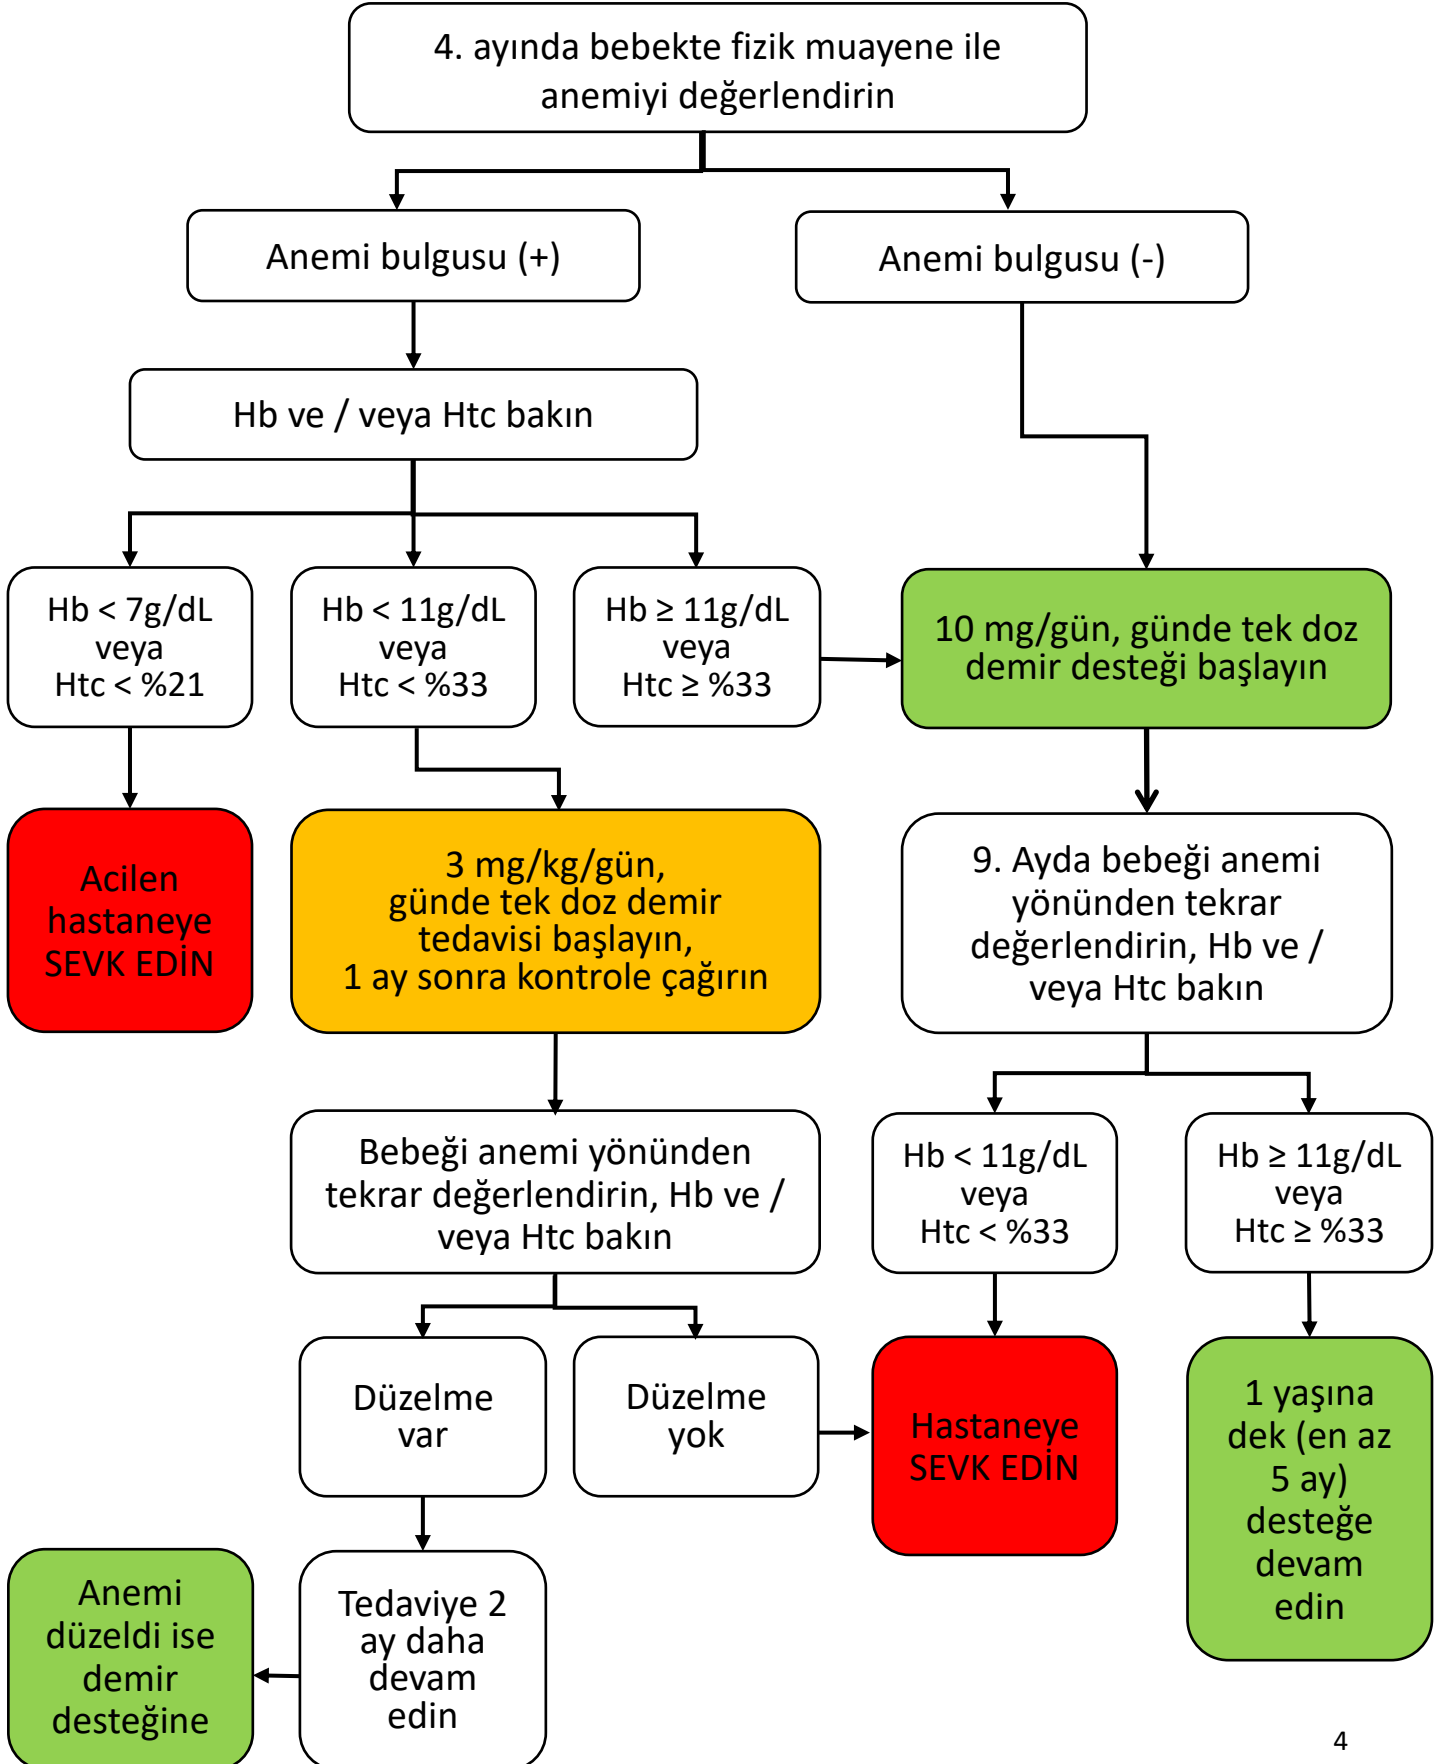 4. ayında bebekte fizik muayene ile
anemiyi değerlendirin
Anemi bulgusu (+)
Anemi bulgusu (-)
Hb ve / veya Htc bakın
Hb < 7g/dL
veya
Htc < %21
Hb < 11g/dL
veya
Htc < %33
Hb ≥ 11g/dL
veya
Htc ≥ %33
10 mg/gün, günde tek doz
demir desteği başlayın
Acilen
hastaneye
SEVK EDİN
3 mg/kg/gün,
günde tek doz demir
tedavisi başlayın,
1 ay sonra kontrole çağırın
9. Ayda bebeği anemi
yönünden tekrar
değerlendirin, Hb ve /
veya Htc bakın
Bebeği anemi yönünden
tekrar değerlendirin, Hb ve /
veya Htc bakın
Hb < 11g/dL
veya
Htc < %33
Hb ≥ 11g/dL
veya
Htc ≥ %33
Düzelme
var
Düzelme
yok
Hastaneye
SEVK EDİN
1 yaşına
dek (en az
5 ay)
desteğe
devam
edin
Anemi
düzeldi ise
demir
desteğine
Tedaviye 2
ay daha
devam
edin
4